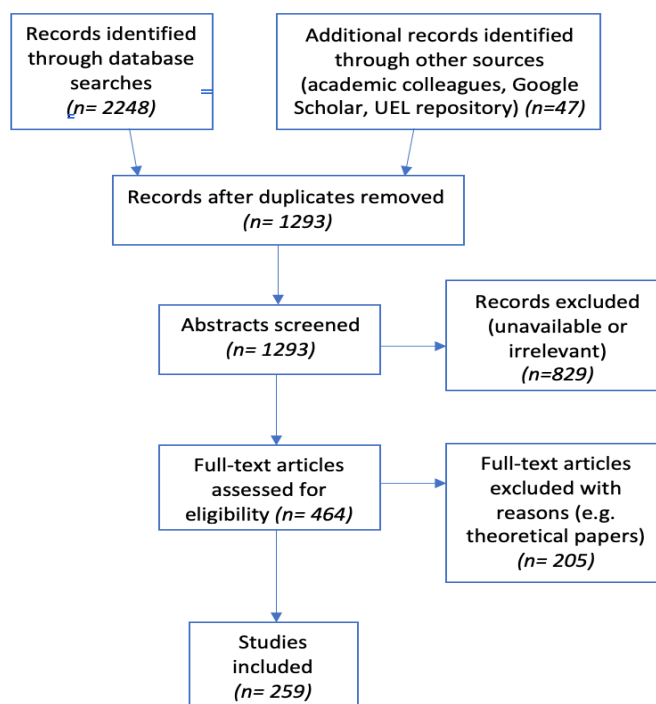 Records identified
through database
searches
(n= 2248)
Additional records identified
through other sources
(academic colleagues, Google
Scholar, UEL repository) (n=47)
Records after duplicates removed
(n= 1293)
Abstracts screened
(n= 1293)
Records excluded
(unavailable or
irrelevant)
(n=829)
Full-text articles
assessed for
eligibility (n= 464)
Full-text articles
excluded with
reasons (e.g.
theoretical papers)
(n= 205)
Studies
included
(n= 259)